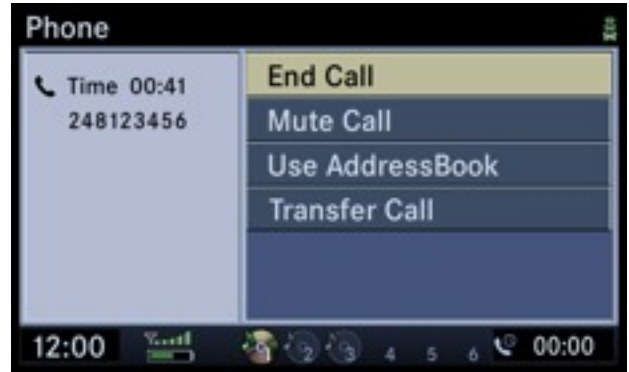 Phone
Time 00:41
248123456
End Call
Mute Call
Use AddressBook
Transfer Call
12:00 1 2 3 4 5 6 00:00